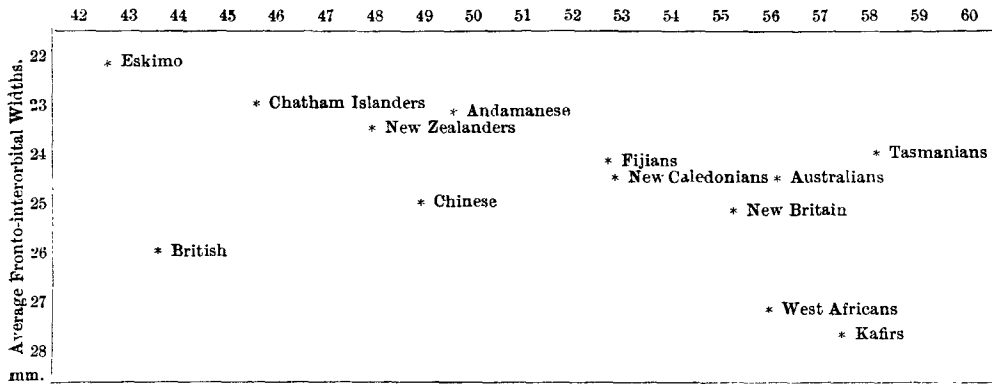 42 43 44 45 46 47 48 49 50 51 52 53 54 55 56 57 58 59 60
Average Fronto-interorbital Widths.
22
* Eskimo
23
* Chatham Islanders * Andamanese
* New Zealanders
24
* Tasmanians
* Fijians
* New Caledonians * Australians
25
* Chinese
* New Britain
26
* British
27
* West Africans
* Kafirs
28
mm.